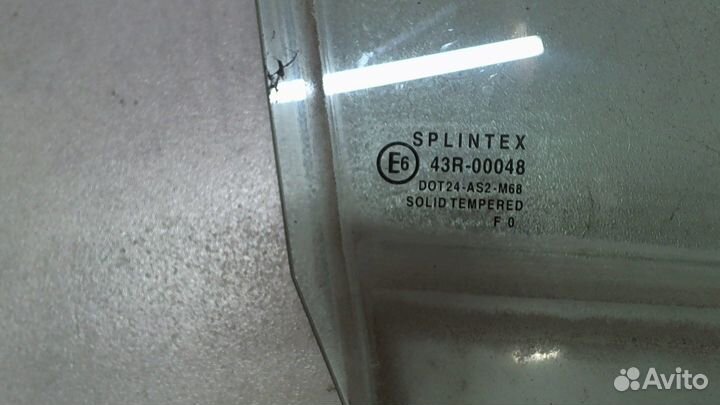 SPLINTEX
E6 43R-00048
DOT24-AS2-M68
SOLID TEMPERED
F 0
Avito